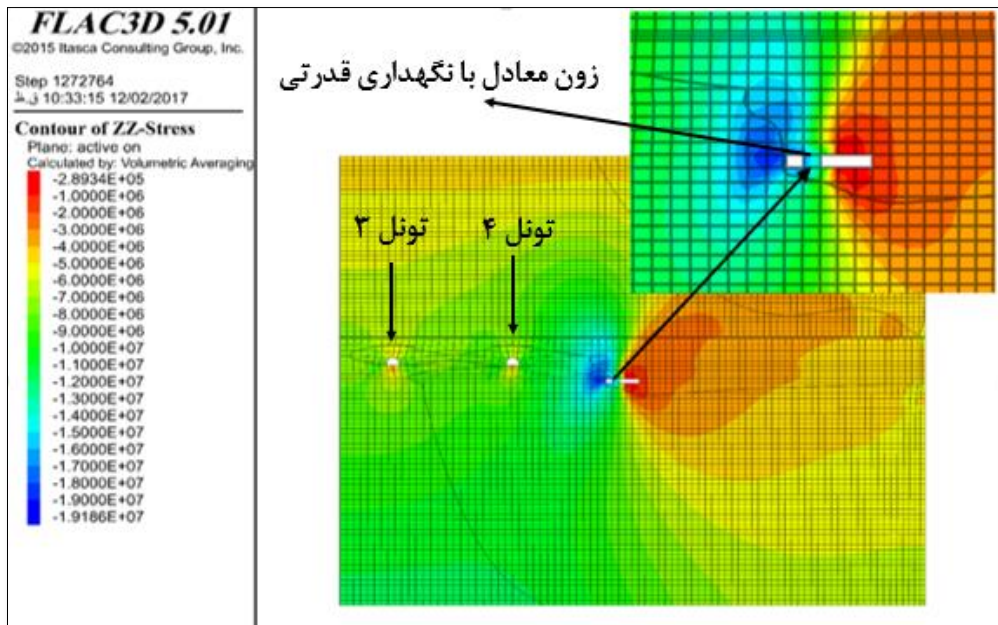 FLAC3D 5.01
©2015 Itasca Consulting Group, Inc.
Step 1272764
10:33:15 12/02/2017 ق.ظ
Contour of ZZ-Stress
Plane: active on
Calculated by: Volumetric Averaging
-2.8934E+05
-1.0000E+06
-2.0000E+06
-3.0000E+06
-4.0000E+06
-5.0000E+06
-6.0000E+06
-7.0000E+06
-8.0000E+06
-9.0000E+06
-1.0000E+07
-1.1000E+07
-1.2000E+07
-1.3000E+07
-1.4000E+07
-1.5000E+07
-1.6000E+07
-1.7000E+07
-1.8000E+07
-1.9000E+07
-1.9186E+07
زون معادل با نگهداری قدرتی
تونل ۴
تونل ۳